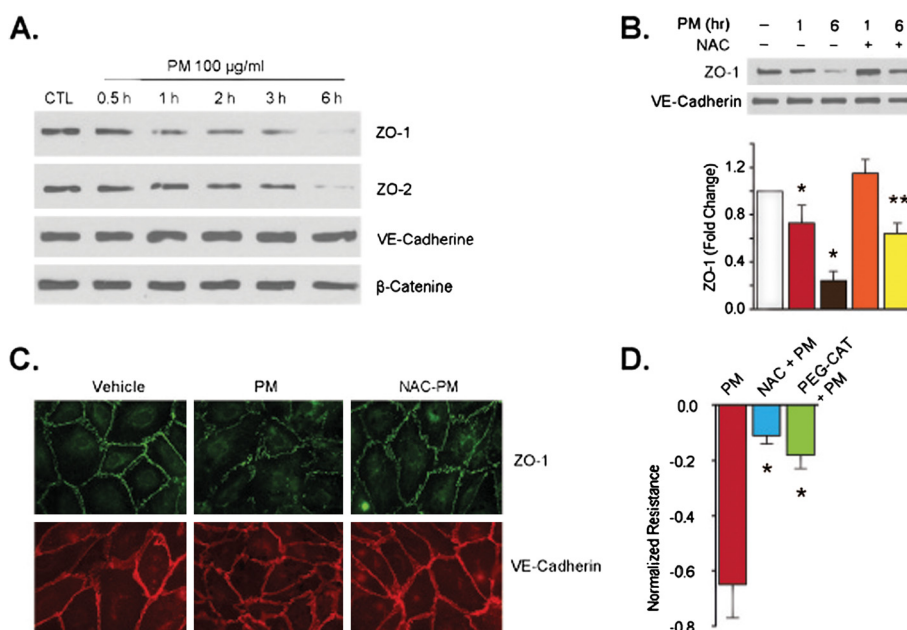 A.
PM 100 µg/ml
CTL 0.5 h 1 h 2 h 3 h 6 h
ZO-1
ZO-2
VE-Cadherine
β-Catenine
B.
PM (hr) – 1 6 1 6
NAC – – – + +
ZO-1
VE-Cadherin
ZO-1 (Fold Change)
1.2
0.8
0.4
0.0
*
*
**
C.
Vehicle PM NAC-PM
ZO-1
VE-Cadherin
D.
PM
NAC + PM
PEG-CAT
+ PM
Normalized Resistance
0.0
-0.2
-0.4
-0.6
-0.8
*
*